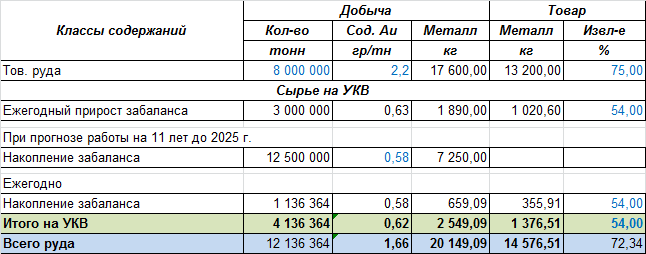 Классы содержаний Добыча Товар
Кол-во Сод. Au Металл Металл Извл-е
тонн гр/тн кг кг %
Тов. руда 8 000 000 2,2 17 600,00 13 200,00 75,00
Сырье на УКВ
Ежегодный прирост забаланса 3 000 000 0,63 1 890,00 1 020,60 54,00
При прогнозе работы на 11 лет до 2025 г.
Накопление забаланса 12 500 000 0,58 7 250,00
Ежегодно
Накопление забаланса 1 136 364 0,58 659,09 355,91 54,00
Итого на УКВ 4 136 364 0,62 2 549,09 1 376,51 54,00
Всего руда 12 136 364 1,66 20 149,09 14 576,51 72,34